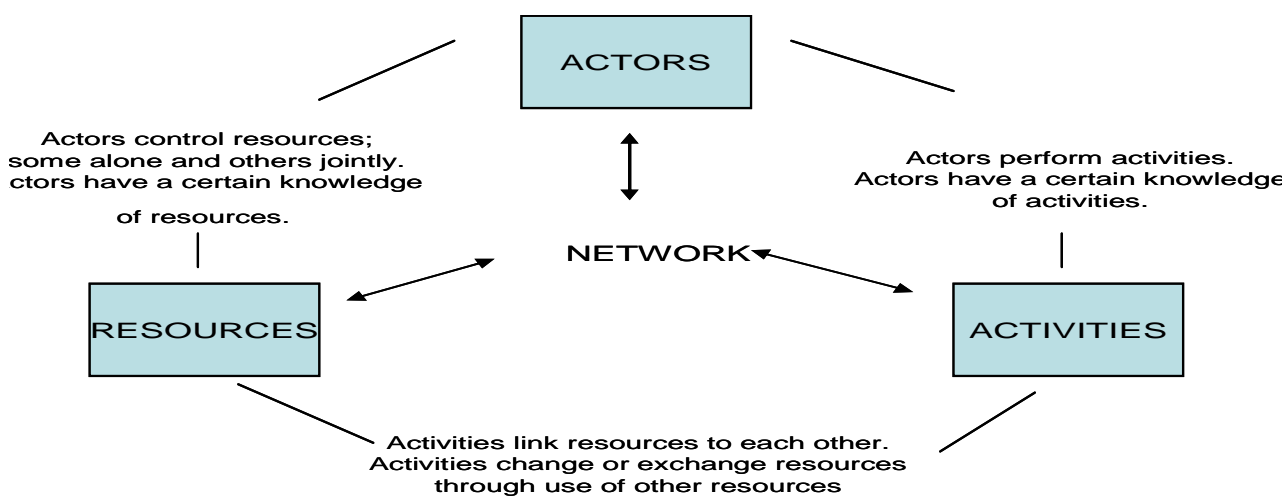 ACTORS
Actors control resources;
some alone and others jointly.
ctors have a certain knowledge
of resources.
Actors perform activities.
Actors have a certain knowledge
of activities.
NETWORK
RESOURCES
ACTIVITIES
Activities link resources to each other.
Activities change or exchange resources
through use of other resources